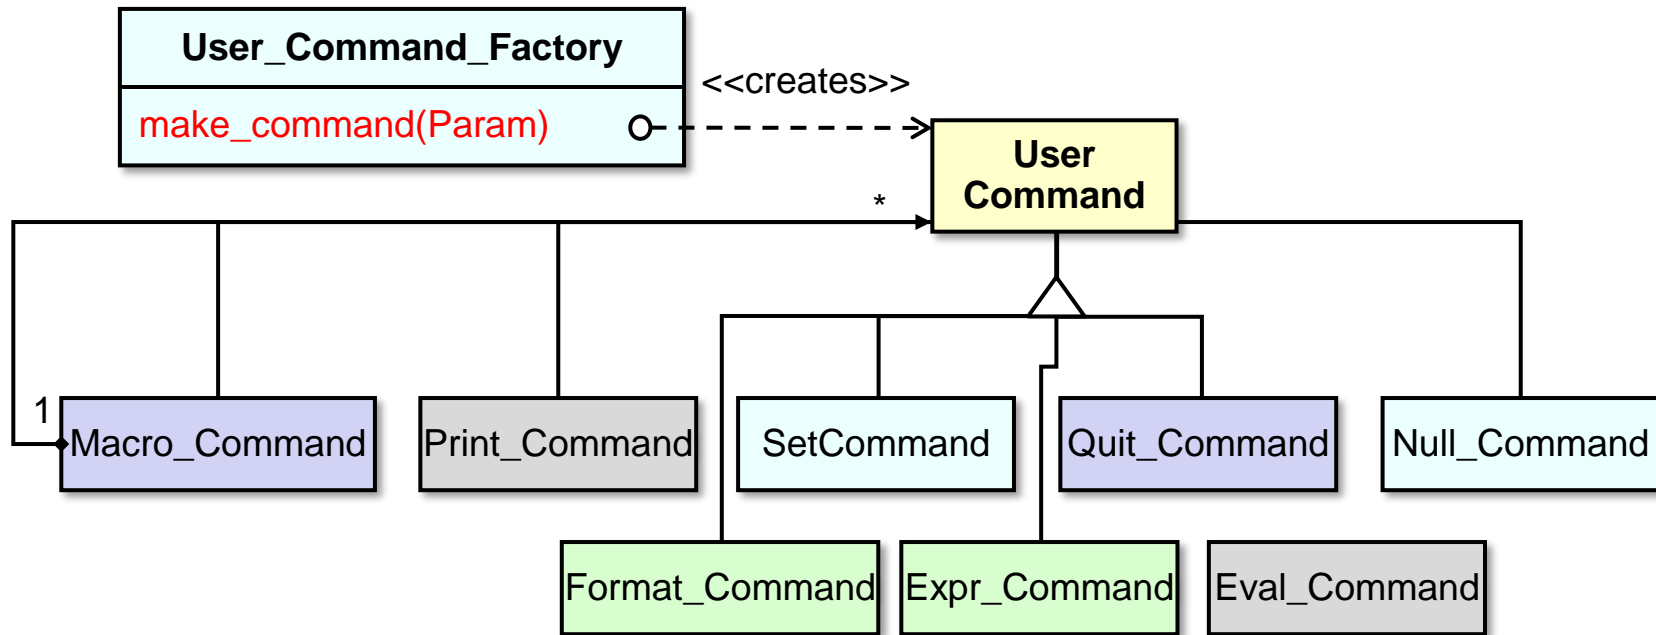 User_Command_Factory
<<creates>>
make_command(Param)
User
Command
*
1
Macro_Command
Print_Command
SetCommand
Quit_Command
Null_Command
Format_Command
Expr_Command
Eval_Command